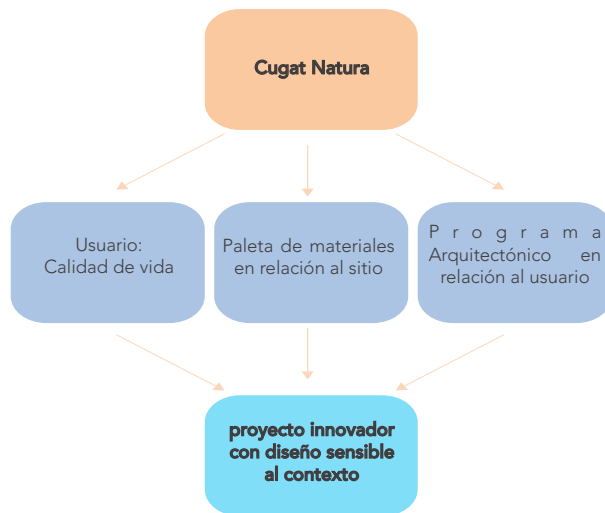 Cugat Natura
Usuario:
Calidad de vida
Paleta de materiales
en relación al sitio
Programa
Arquitectónico en
relación al usuario
proyecto innovador
con diseño sensible
al contexto